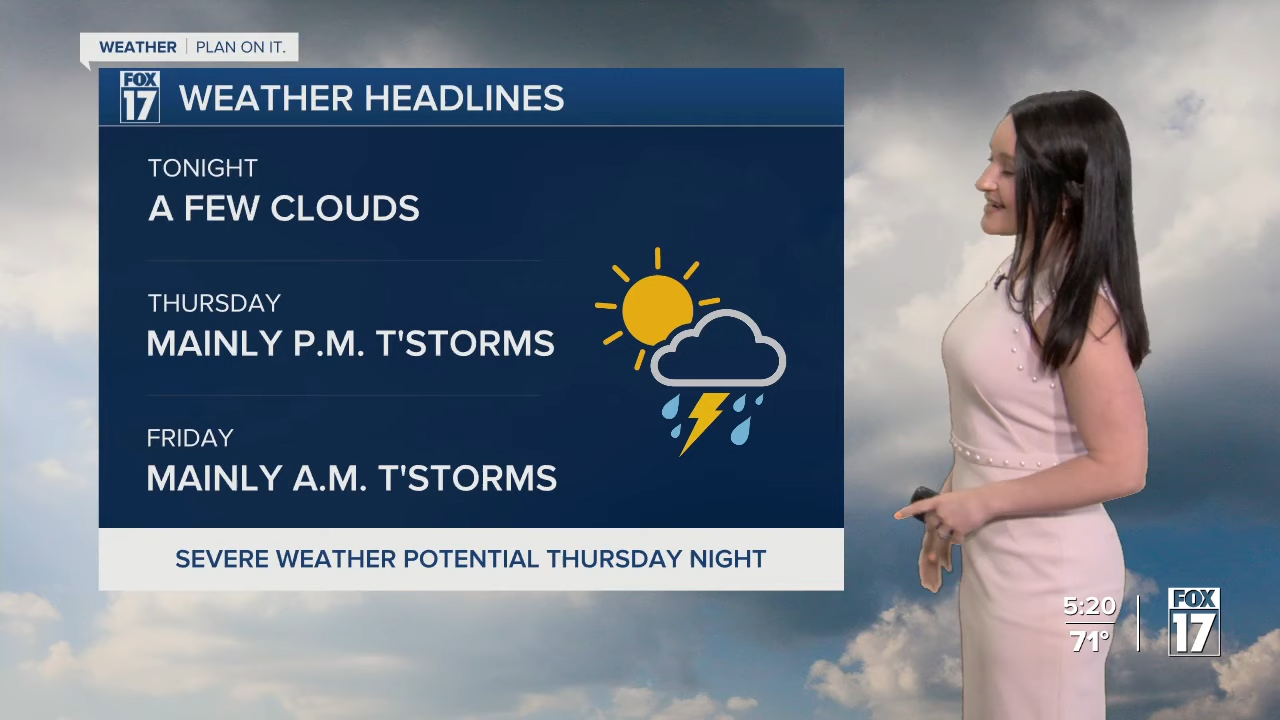 WEATHER | PLAN ON IT.
FOX 17 WEATHER HEADLINES
TONIGHT
A FEW CLOUDS
THURSDAY
MAINLY P.M. T'STORMS
FRIDAY
MAINLY A.M. T'STORMS
SEVERE WEATHER POTENTIAL THURSDAY NIGHT
5:20
71°
FOX
17